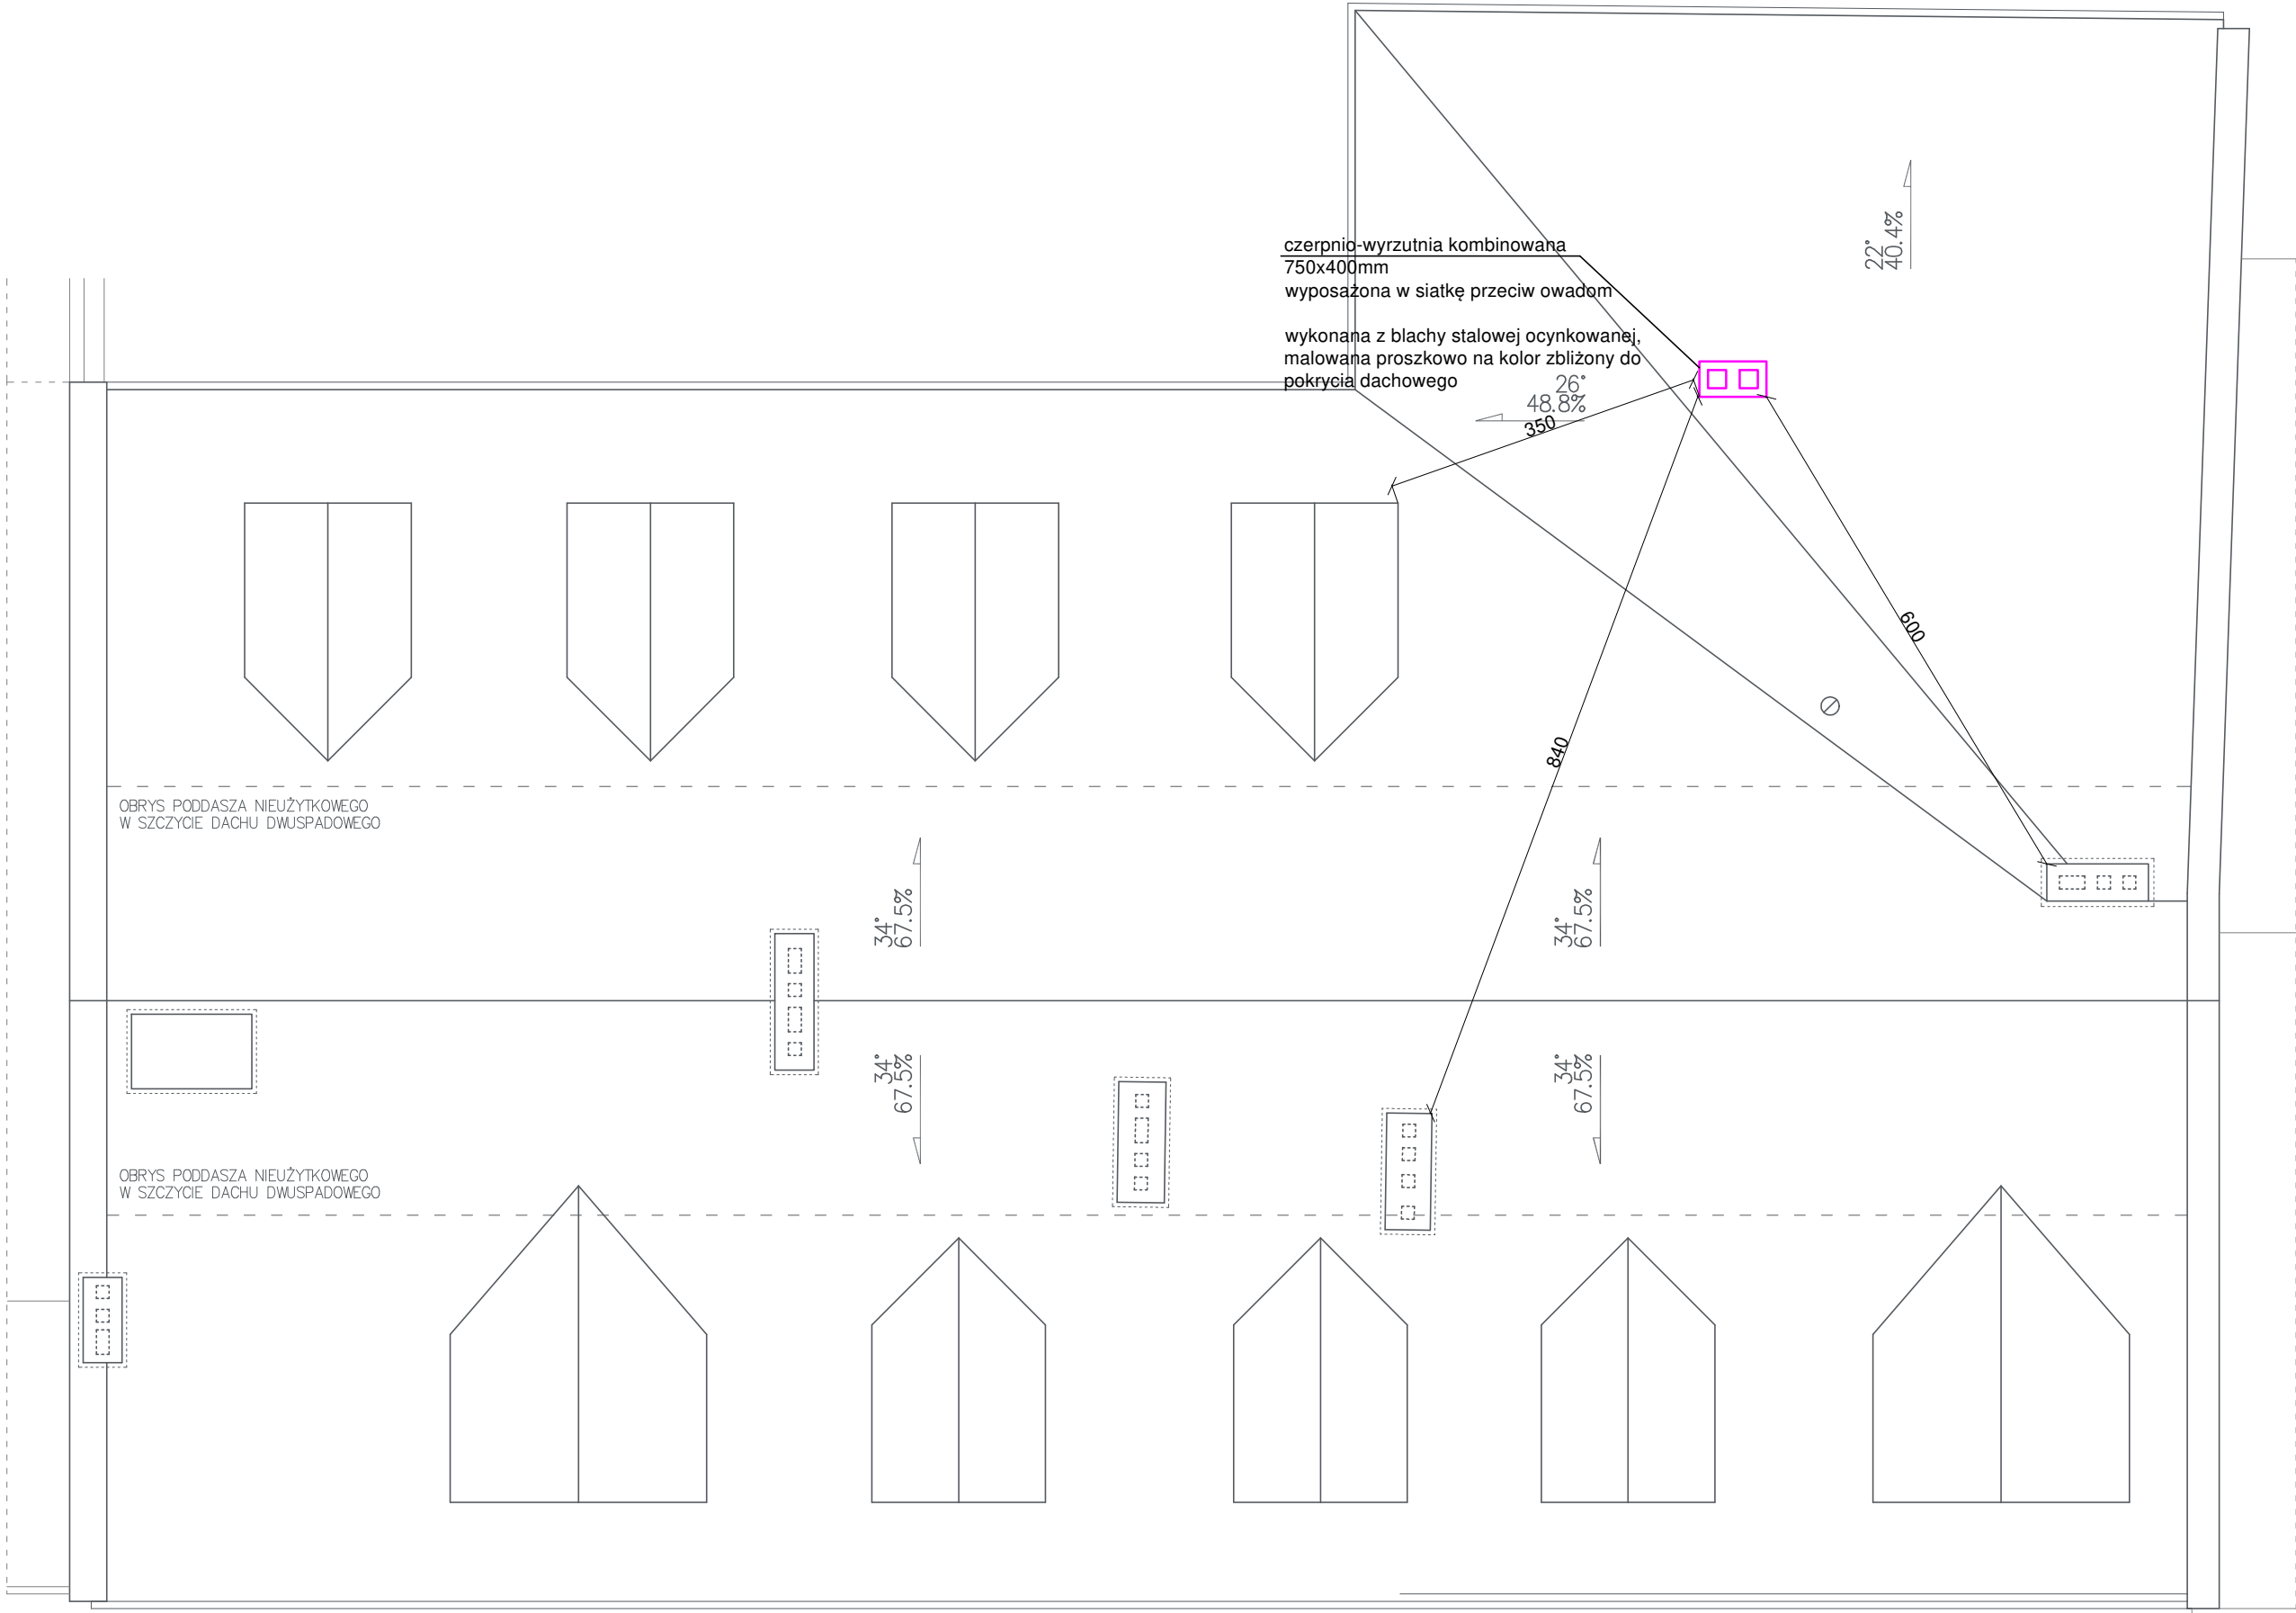 czerpnio-wyrzutnia kombinowana
750x400mm
wyposażona w siatkę przeciw owadom
wykonana z blachy stalowej ocynkowanej,
malowana proszkowo na kolor zbliżony do
pokrycia dachowego
22°
40.4%
26°
48.8%
350
600
840
OBRYS PODDASZA NIEUŻYTKOWEGO
W SZCZYCIE DACHU DWUSPADOWEGO
34°
67.5%
34°
67.5%
34°
67.5%
34°
67.5%
OBRYS PODDASZA NIEUŻYTKOWEGO
W SZCZYCIE DACHU DWUSPADOWEGO